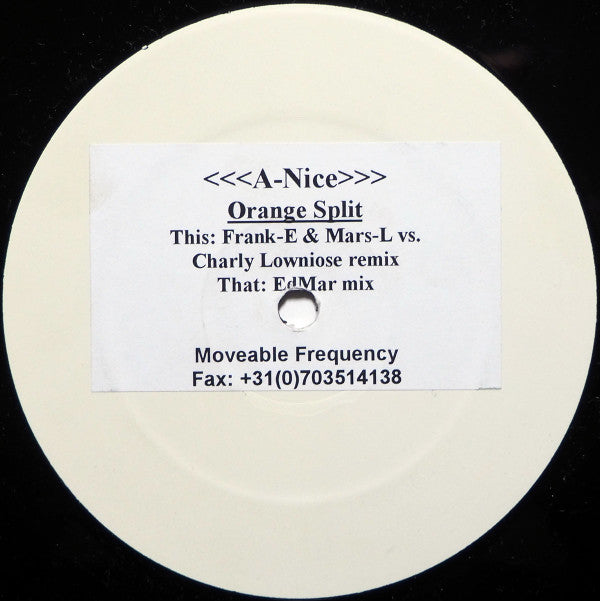 <<<A-Nice>>>
Orange Split
This: Frank-E & Mars-L vs.
Charly Lowniose remix
That: EdMar mix
Moveable Frequency
Fax: +31(0)703514138